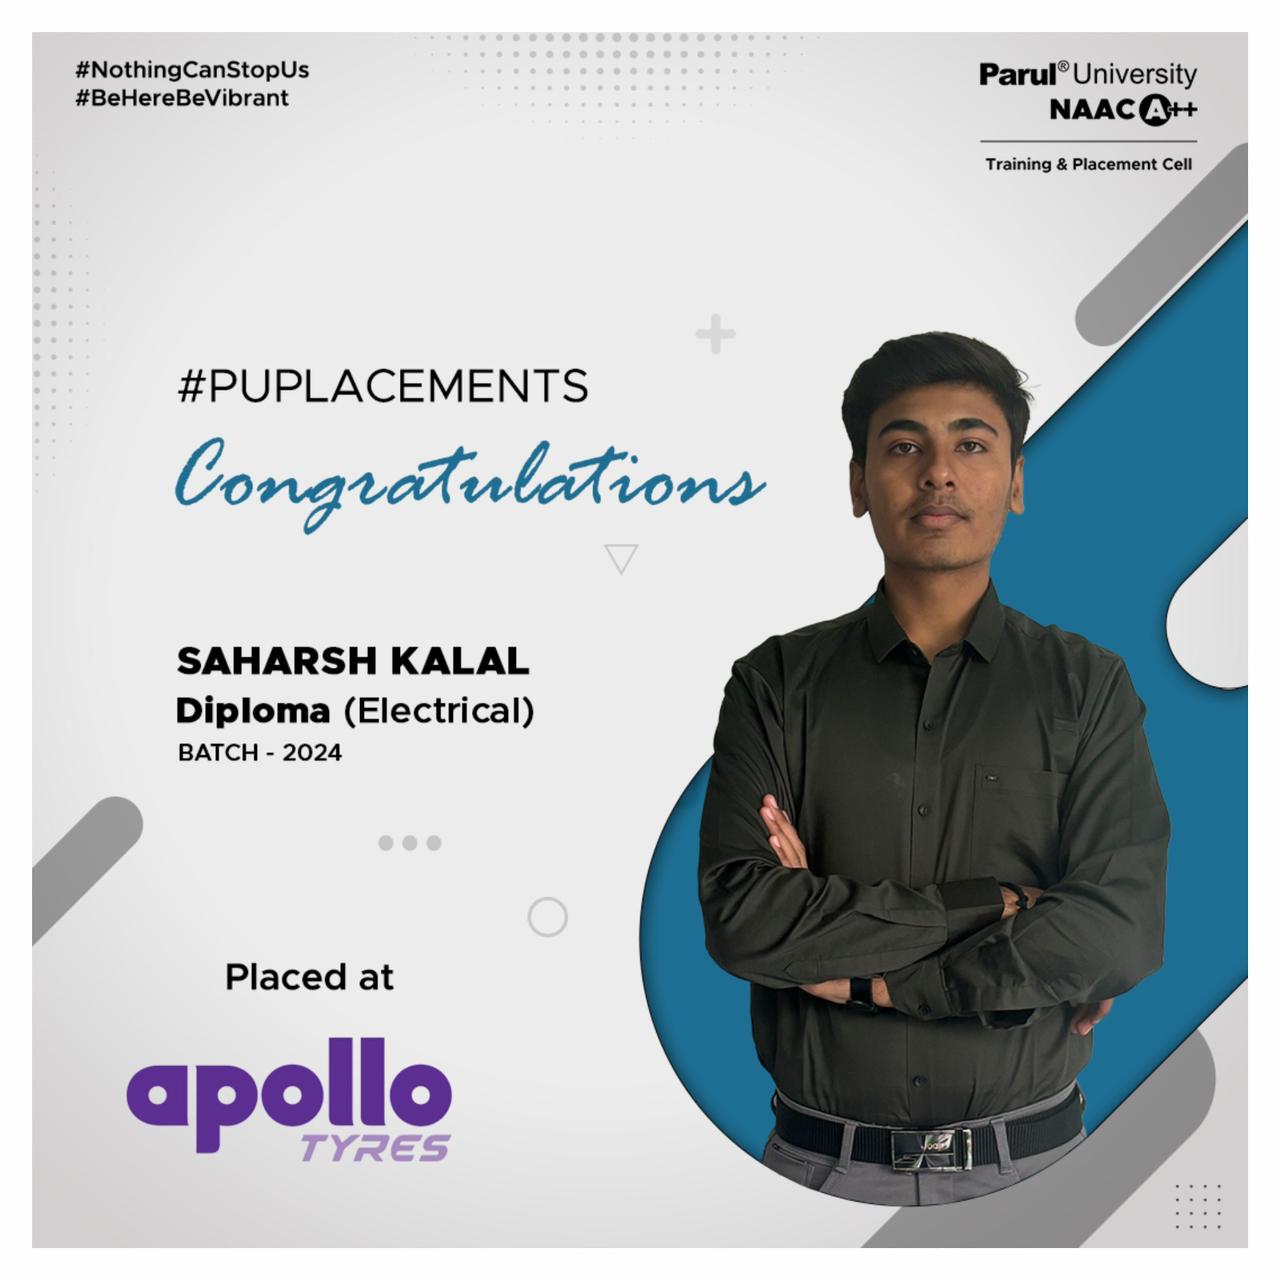 #NothingCanStopUs
#BeHereBeVibrant
Parul® University
NAAC A++
Training & Placement Cell
#PUPLACEMENTS
Congratulations
SAHARSH KALAL
Diploma (Electrical)
BATCH - 2024
Placed at
apollo
TYRES